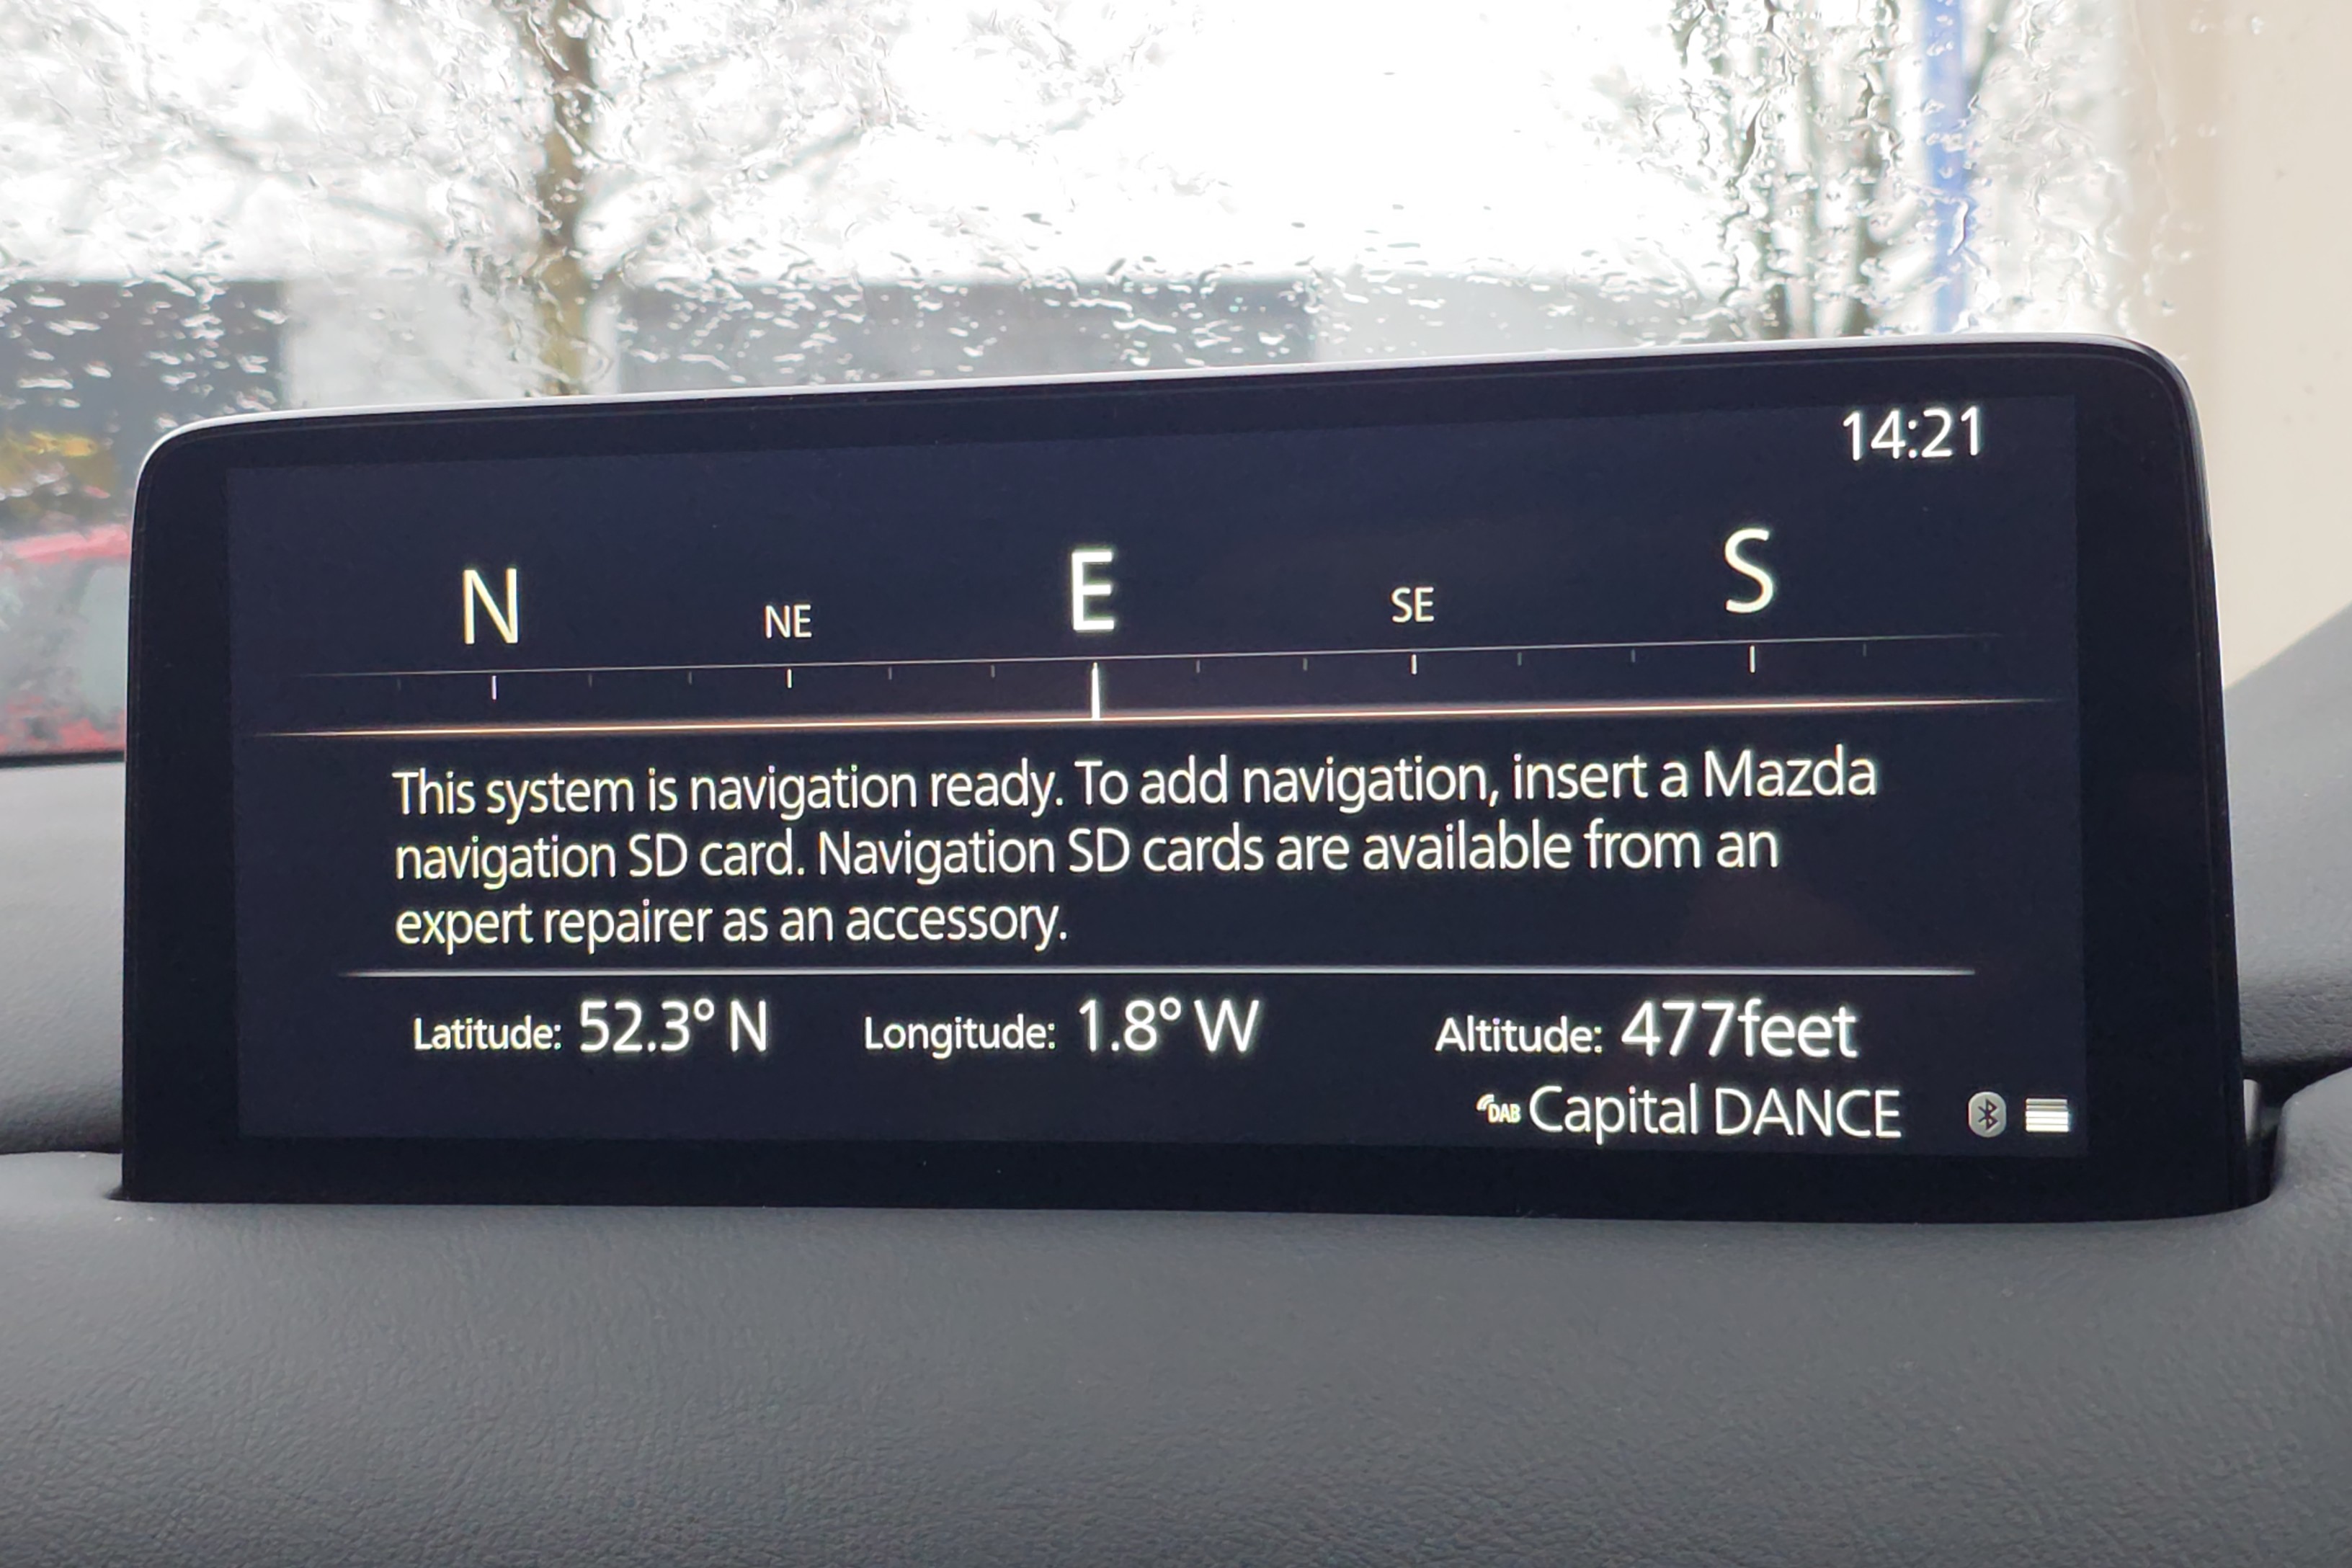 14:21
N NE E SE S
This system is navigation ready. To add navigation, insert a Mazda
navigation SD card. Navigation SD cards are available from an
expert repairer as an accessory.
Latitude: 52.3° N Longitude: 1.8° W Altitude: 477feet
DAB Capital DANCE